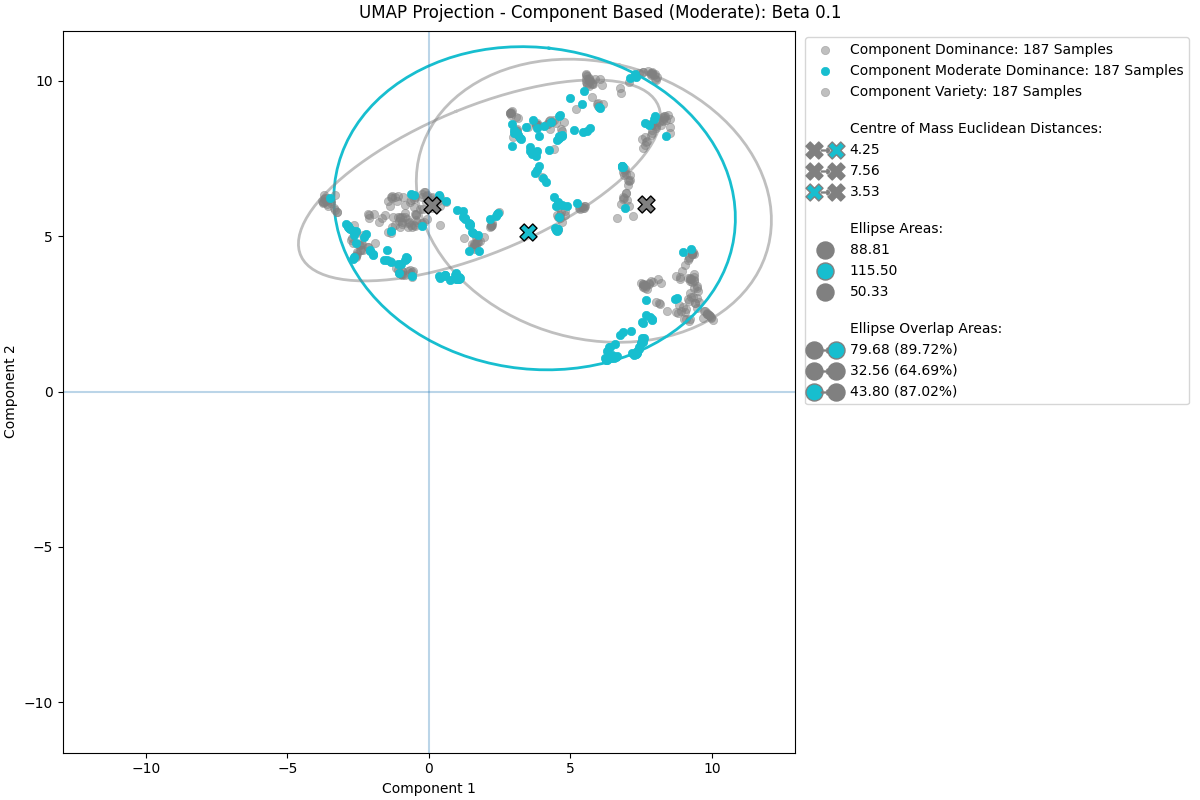 UMAP Projection - Component Based (Moderate): Beta 0.1
Component Dominance: 187 Samples
Component Moderate Dominance: 187 Samples
Component Variety: 187 Samples
Centre of Mass Euclidean Distances:
4.25
7.56
3.53
Ellipse Areas:
88.81
115.50
50.33
Ellipse Overlap Areas:
79.68 (89.72%)
32.56 (64.69%)
43.80 (87.02%)
Component 2
10
5
0
−5
−10
−10
−5
0
5
10
Component 1